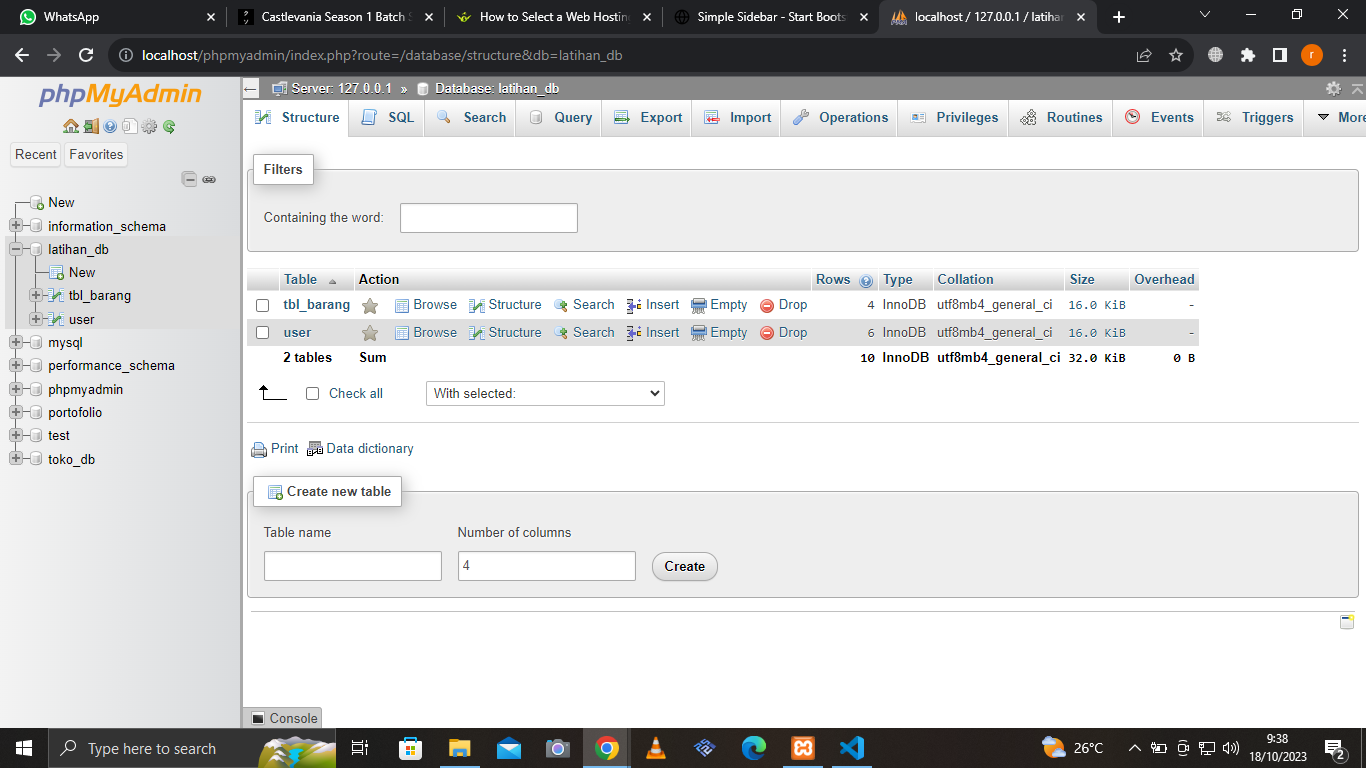 WhatsApp
Castlevania Season 1 Batch S
How to Select a Web Hostin
Simple Sidebar - Start Boots
localhost / 127.0.0.1 / latihan
localhost/phpmyadmin/index.php?route=/database/structure&db=latihan_db
r
phpMyAdmin
Recent
Favorites
New
information_schema
latihan_db
New
tbl_barang
user
mysql
performance_schema
phpmyadmin
portofolio
test
toko_db
Server: 127.0.0.1 » Database: latihan_db
Structure SQL Search Query Export Import Operations Privileges Routines Events Triggers More
Filters
Containing the word:
Table Action Rows Type Collation Size Overhead
tbl_barang Browse Structure Search Insert Empty Drop 4 InnoDB utf8mb4_general_ci 16.0 KiB -
user Browse Structure Search Insert Empty Drop 6 InnoDB utf8mb4_general_ci 16.0 KiB -
2 tables Sum 10 InnoDB utf8mb4_general_ci 32.0 KiB 0 B
Check all With selected:
Print Data dictionary
Create new table
Table name Number of columns
4 Create
Console
Type here to search
26°C
9:38
18/10/2023
2